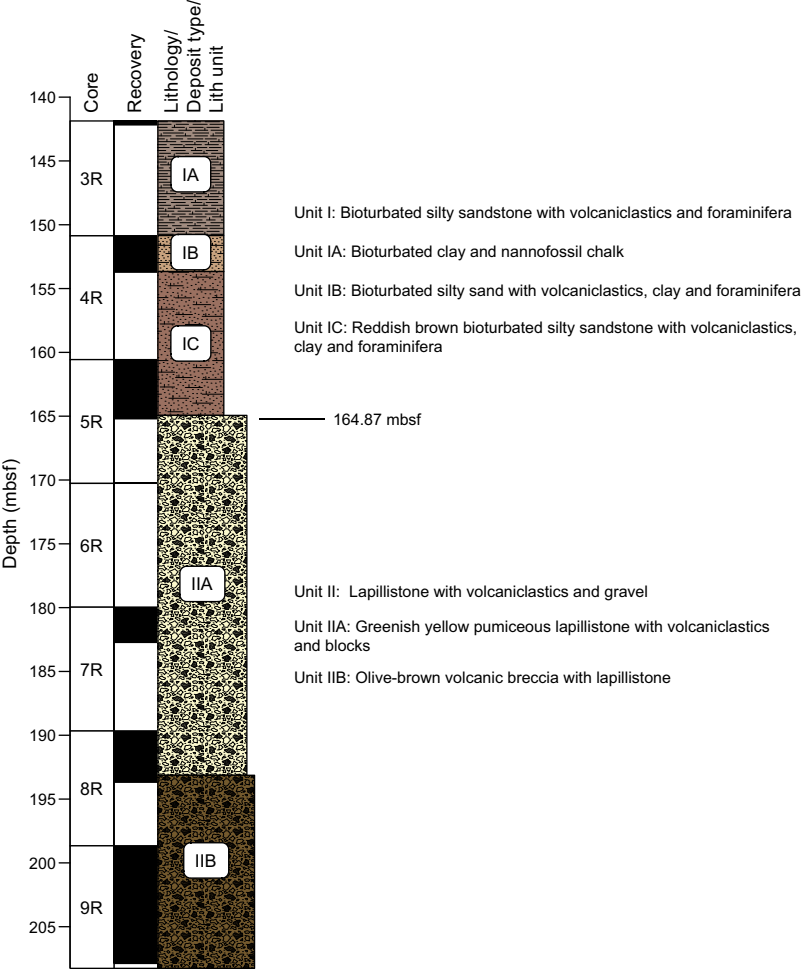 Core
Recovery
Lithology/
Deposit type/
Lith unit
Depth (mbsf)
140
145
150
155
160
165
170
175
180
185
190
195
200
205
3R
4R
5R
6R
7R
8R
9R
IA
IB
IC
IIA
IIB
Unit I: Bioturbated silty sandstone with volcaniclastics and foraminifera
Unit IA: Bioturbated clay and nannofossil chalk
Unit IB: Bioturbated silty sand with volcaniclastics, clay and foraminifera
Unit IC: Reddish brown bioturbated silty sandstone with volcaniclastics,
clay and foraminifera
164.87 mbsf
Unit II: Lapillistone with volcaniclastics and gravel
Unit IIA: Greenish yellow pumiceous lapillistone with volcaniclastics
and blocks
Unit IIB: Olive-brown volcanic breccia with lapillistone